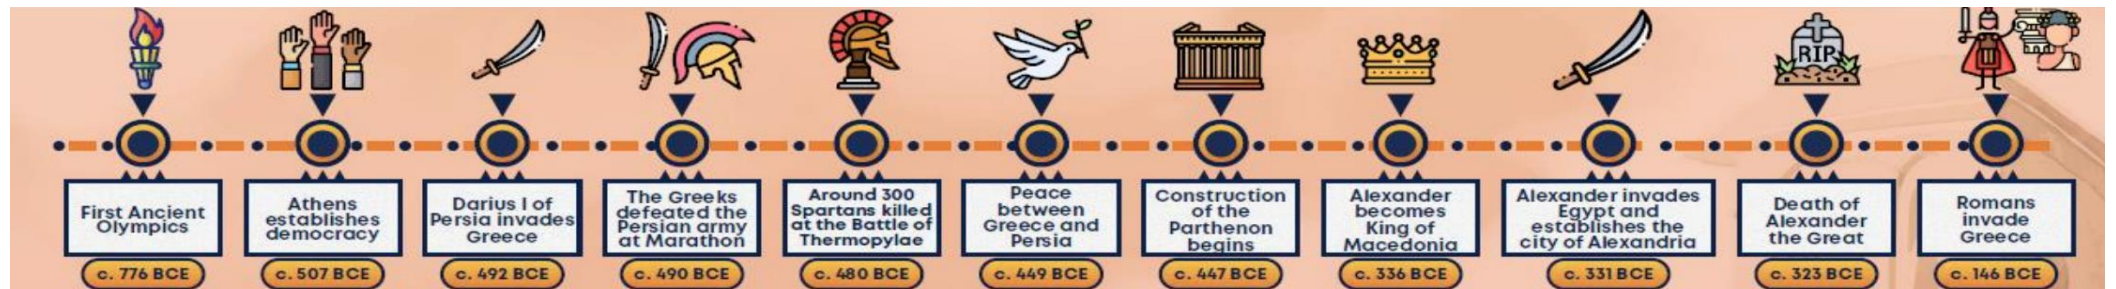 RIP
First Ancient
Olympics
c. 776 BCE
Athens
establishes
democracy
c. 507 BCE
Darius I of
Persia invades
Greece
c. 492 BCE
The Greeks
defeated the
Persian army
at Marathon
c. 490 BCE
Around 300
Spartans killed
at the Battle of
Thermopylae
c. 480 BCE
Peace
between
Greece and
Persia
c. 449 BCE
Construction
of the
Parthenon
begins
c. 447 BCE
Alexander
becomes
King of
Macedonia
c. 336 BCE
Alexander invades
Egypt and
establishes the
city of Alexandria
c. 331 BCE
Death of
Alexander
the Great
c. 323 BCE
Romans
invade
Greece
c. 146 BCE